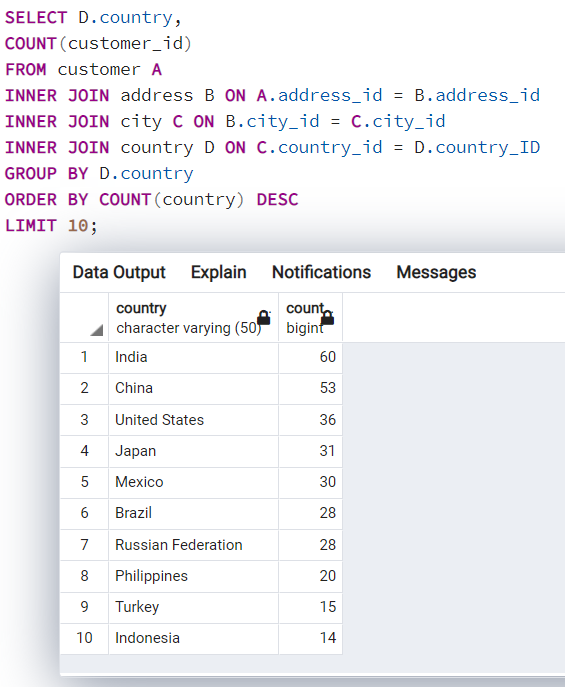 SELECT D.country,
COUNT(customer_id)
FROM customer A
INNER JOIN address B ON A.address_id = B.address_id
INNER JOIN city C ON B.city_id = C.city_id
INNER JOIN country D ON C.country_id = D.country_ID
GROUP BY D.country
ORDER BY COUNT(country) DESC
LIMIT 10;
Data Output Explain Notifications Messages
country count
character varying (50) bigint
1 India 60
2 China 53
3 United States 36
4 Japan 31
5 Mexico 30
6 Brazil 28
7 Russian Federation 28
8 Philippines 20
9 Turkey 15
10 Indonesia 14